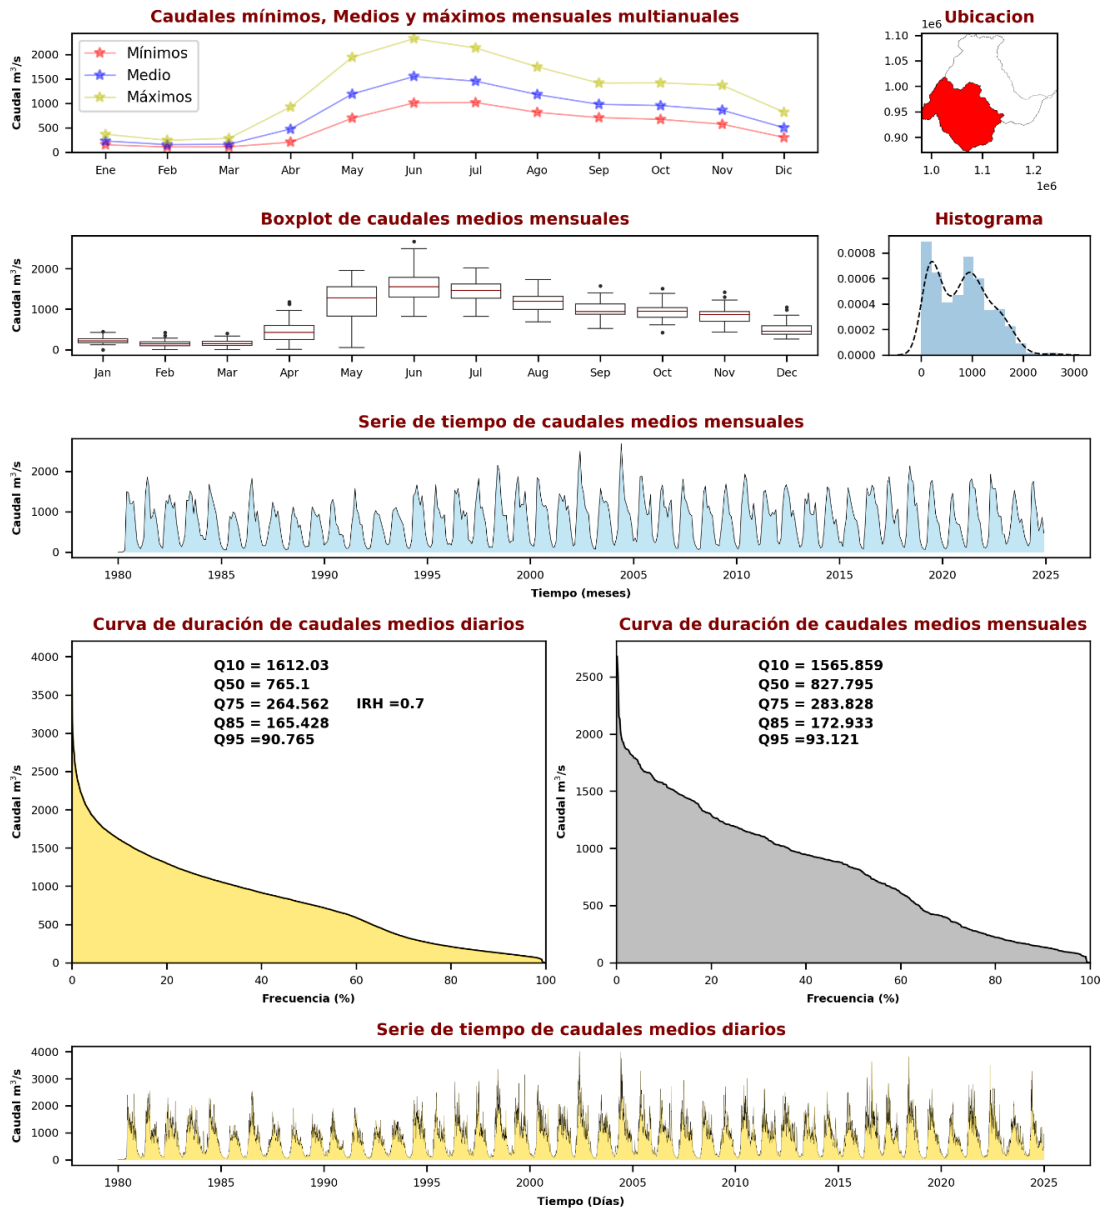 Caudales mínimos, Medios y máximos mensuales multianuales
Caudal m³/s
2000
1500
1000
500
0
Mínimos
Medio
Máximos
Ene Feb Mar Abr May Jun jul Ago Sep Oct Nov Dic
Ubicacion
1e6
1.10
1.05
1.00
0.95
0.90
1.0 1.1 1.2
1e6
Boxplot de caudales medios mensuales
Caudal m³/s
2000
1000
0
Jan Feb Mar Apr May Jun Jul Aug Sep Oct Nov Dec
Histograma
0.0008
0.0006
0.0004
0.0002
0.0000
0 1000 2000 3000
Serie de tiempo de caudales medios mensuales
Caudal m³/s
2000
1000
0
1980 1985 1990 1995 2000 2005 2010 2015 2020 2025
Tiempo (meses)
Curva de duración de caudales medios diarios
Caudal m³/s
4000
3500
3000
2500
2000
1500
1000
500
0
Q10 = 1612.03
Q50 = 765.1
Q75 = 264.562 IRH =0.7
Q85 = 165.428
Q95 =90.765
0 20 40 60 80 100
Frecuencia (%)
Curva de duración de caudales medios mensuales
Caudal m³/s
2500
2000
1500
1000
500
0
Q10 = 1565.859
Q50 = 827.795
Q75 = 283.828
Q85 = 172.933
Q95 =93.121
0 20 40 60 80 100
Frecuencia (%)
Serie de tiempo de caudales medios diarios
Caudal m³/s
4000
3000
2000
1000
0
1980 1985 1990 1995 2000 2005 2010 2015 2020 2025
Tiempo (Días)